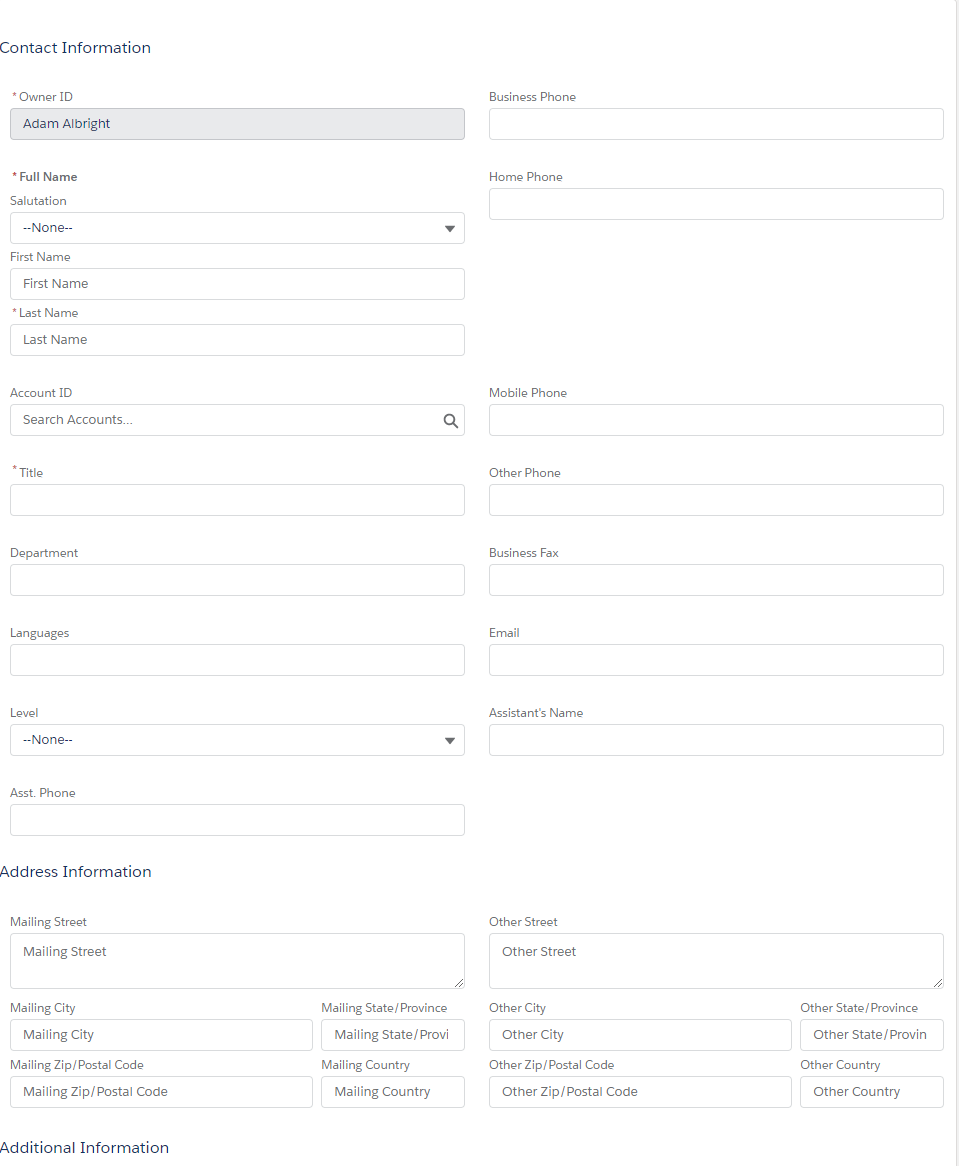 Contact Information
* Owner ID
Adam Albright
Business Phone
* Full Name
Salutation
--None--
First Name
First Name
* Last Name
Last Name
Home Phone
Account ID
Search Accounts...
Mobile Phone
* Title
Other Phone
Department
Business Fax
Languages
Email
Level
--None--
Assistant's Name
Asst. Phone
Address Information
Mailing Street
Mailing Street
Other Street
Other Street
Mailing City
Mailing City
Mailing State/Province
Mailing State/Provi
Other City
Other City
Other State/Province
Other State/Provin
Mailing Zip/Postal Code
Mailing Zip/Postal Code
Mailing Country
Mailing Country
Other Zip/Postal Code
Other Zip/Postal Code
Other Country
Other Country
Additional Information